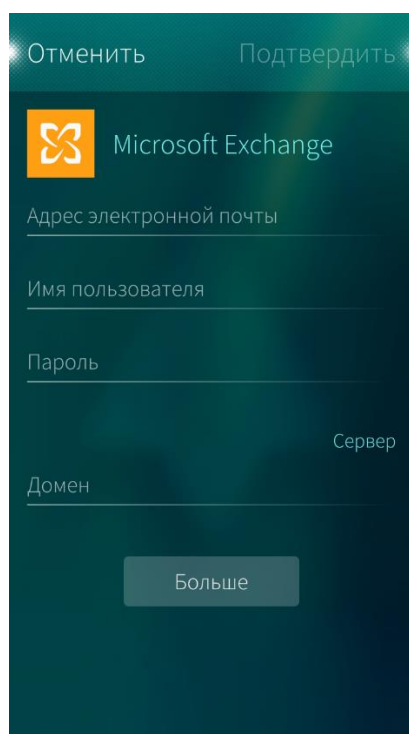 Отменить Подтвердить
Microsoft Exchange
Адрес электронной почты
Имя пользователя
Пароль
Сервер
Домен
Больше